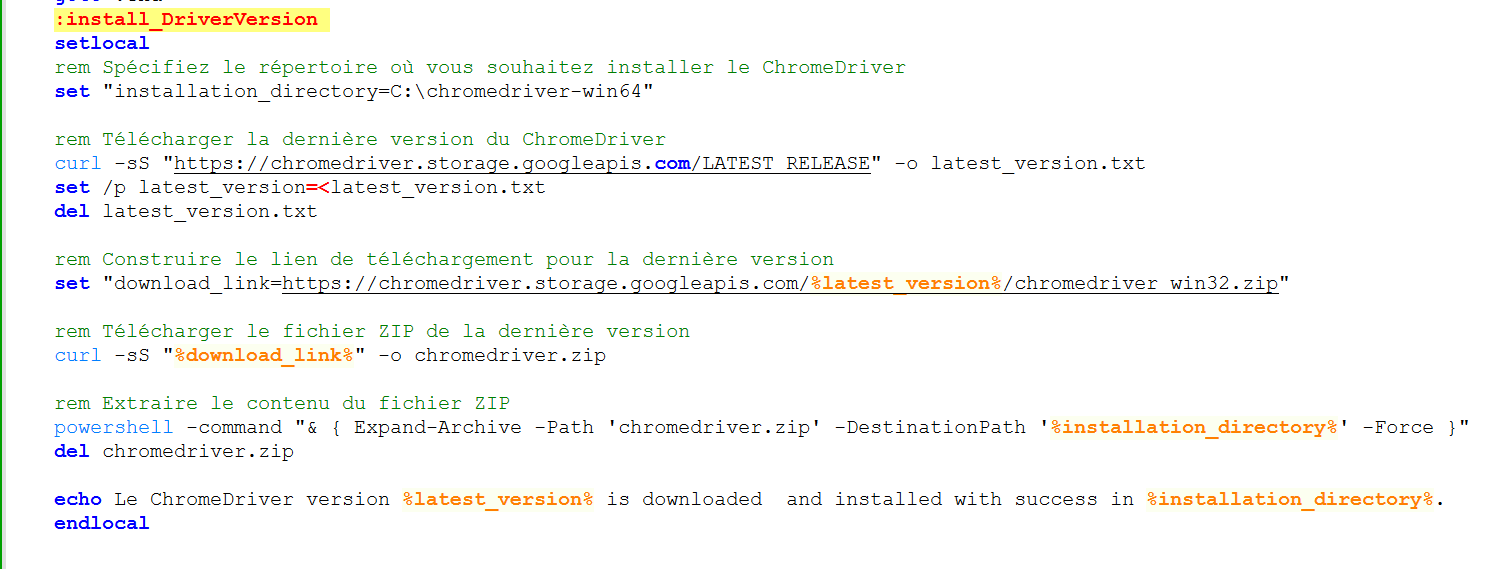 :install_DriverVersion
setlocal
rem Spécifiez le répertoire où vous souhaitez installer le ChromeDriver
set "installation_directory=C:\chromedriver-win64"
rem Télécharger la dernière version du ChromeDriver
curl -sS "https://chromedriver.storage.googleapis.com/LATEST_RELEASE" -o latest_version.txt
set /p latest_version=<latest_version.txt
del latest_version.txt
rem Construire le lien de téléchargement pour la dernière version
set "download_link=https://chromedriver.storage.googleapis.com/%latest_version%/chromedriver_win32.zip"
rem Télécharger le fichier ZIP de la dernière version
curl -sS "%download_link%" -o chromedriver.zip
rem Extraire le contenu du fichier ZIP
powershell -command "& { Expand-Archive -Path 'chromedriver.zip' -DestinationPath '%installation_directory%' -Force }"
del chromedriver.zip
echo Le ChromeDriver version %latest_version% is downloaded  and installed with success in %installation_directory%.
endlocal